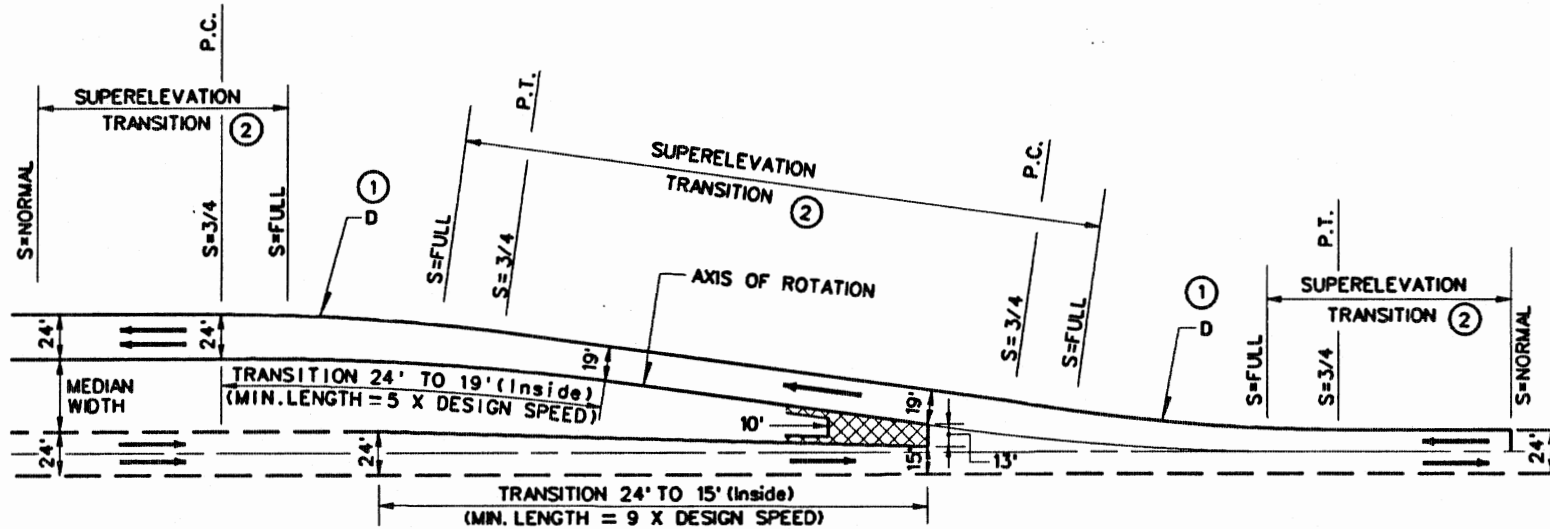 P.C.
SUPERELEVATION
TRANSITION ②
S=NORMAL
S=3/4
S=FULL
① 
D
P.T.
SUPERELEVATION
TRANSITION ②
P.C.
S=FULL
S=3/4
S=3/4
S=FULL
AXIS OF ROTATION
①
D
P.T.
SUPERELEVATION
TRANSITION ②
S=FULL
S=3/4
S=NORMAL
24'
24'
19'
19'
MEDIAN
WIDTH
TRANSITION 24' TO 19' (Inside)
(MIN. LENGTH = 5 X DESIGN SPEED)
10'
13'
24'
24'
15'
24'
TRANSITION 24' TO 15' (Inside)
(MIN. LENGTH = 9 X DESIGN SPEED)